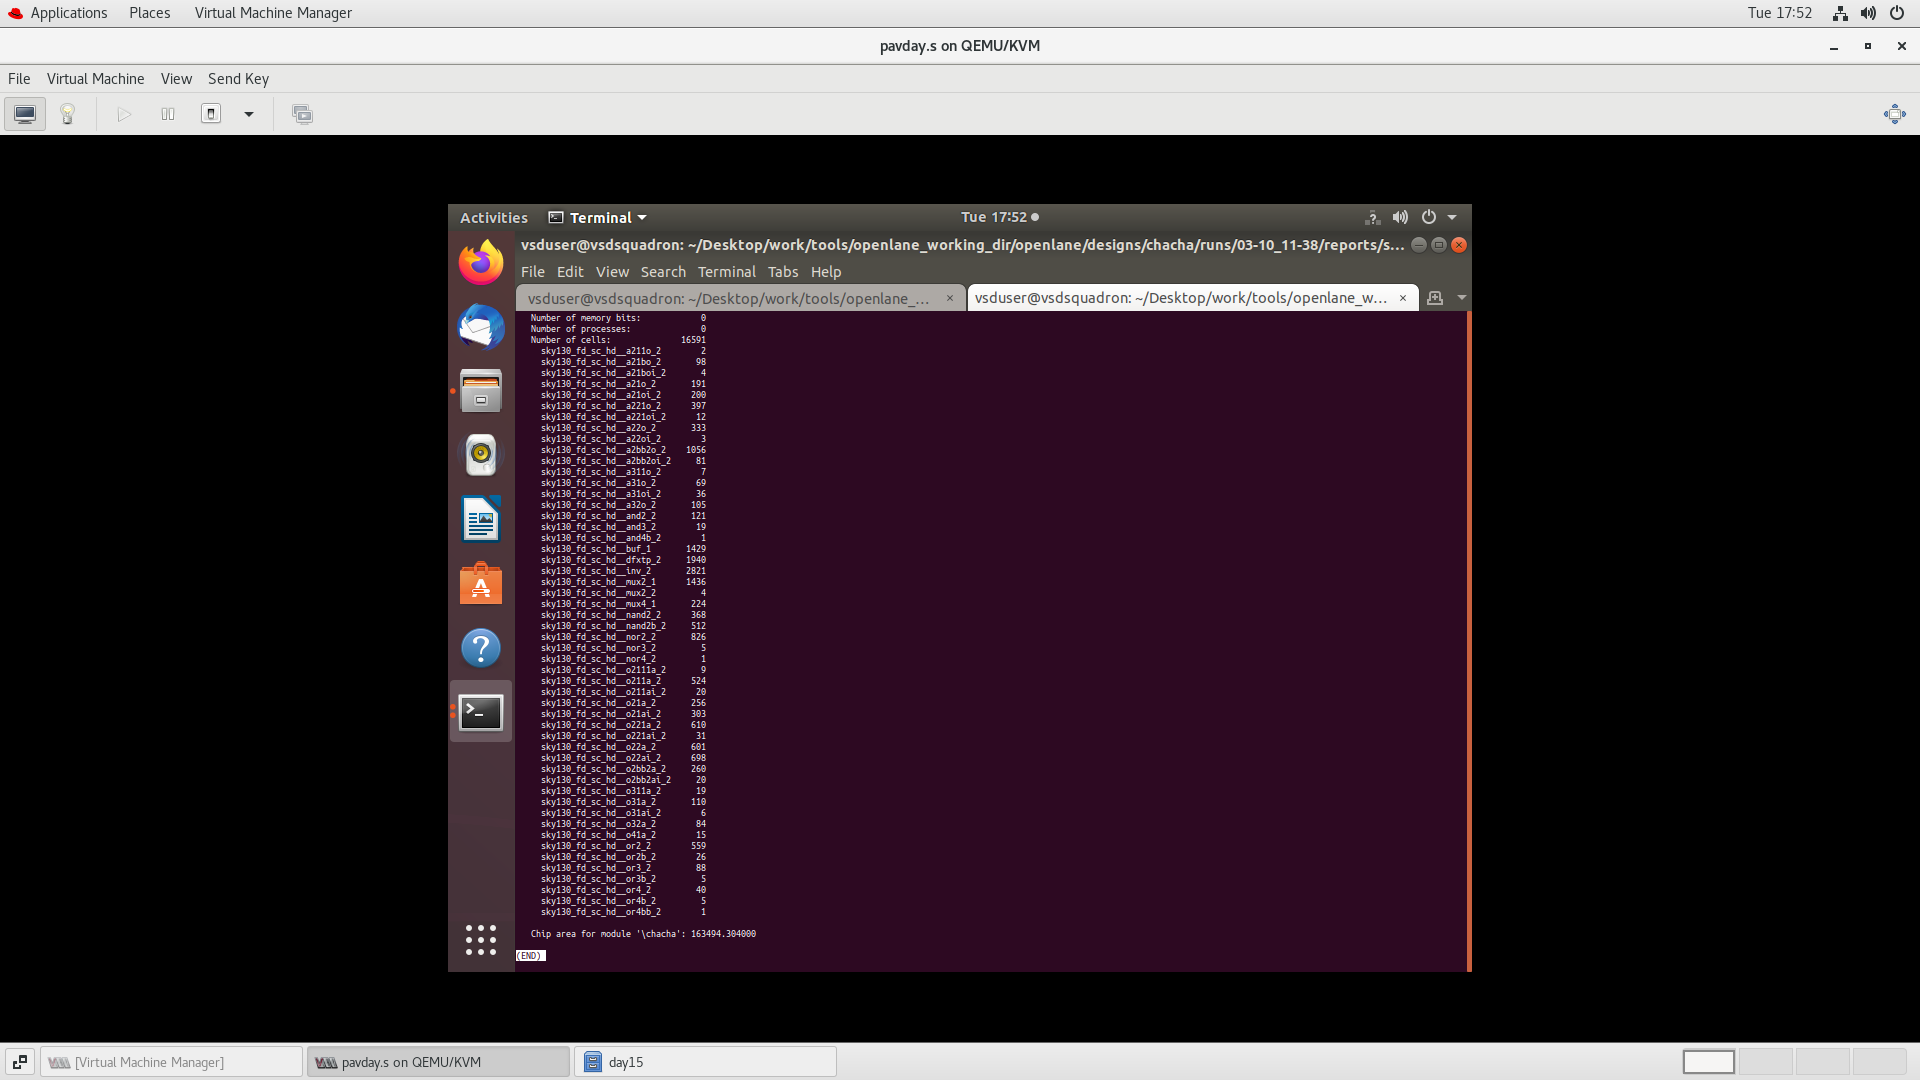 Applications Places Virtual Machine Manager Tue 17:52
pavday.s on QEMU/KVM
File Virtual Machine View Send Key
Activities Terminal Tue 17:52
vsduser@vsdsquadron: ~/Desktop/work/tools/openlane_working_dir/openlane/designs/chacha/runs/03-10_11-38/reports/s...
File Edit View Search Terminal Tabs Help
vsduser@vsdsquadron: ~/Desktop/work/tools/openlane_... × vsduser@vsdsquadron: ~/Desktop/work/tools/openlane_w... ×
Number of memory bits: 0
Number of processes: 0
Number of cells: 16591
sky130_fd_sc_hd__a211o_2 2
sky130_fd_sc_hd__a21bo_2 98
sky130_fd_sc_hd__a21boi_2 4
sky130_fd_sc_hd__a21o_2 191
sky130_fd_sc_hd__a21oi_2 200
sky130_fd_sc_hd__a221o_2 397
sky130_fd_sc_hd__a221oi_2 12
sky130_fd_sc_hd__a22o_2 333
sky130_fd_sc_hd__a22oi_2 3
sky130_fd_sc_hd__a2bb2o_2 1056
sky130_fd_sc_hd__a2bb2oi_2 81
sky130_fd_sc_hd__a311o_2 7
sky130_fd_sc_hd__a31o_2 69
sky130_fd_sc_hd__a31oi_2 36
sky130_fd_sc_hd__a32o_2 105
sky130_fd_sc_hd__and2_2 121
sky130_fd_sc_hd__and3_2 19
sky130_fd_sc_hd__and4b_2 1
sky130_fd_sc_hd__buf_1 1429
sky130_fd_sc_hd__dfxtp_2 1940
sky130_fd_sc_hd__inv_2 2821
sky130_fd_sc_hd__mux2_1 1436
sky130_fd_sc_hd__mux2_2 4
sky130_fd_sc_hd__mux4_1 224
sky130_fd_sc_hd__nand2_2 368
sky130_fd_sc_hd__nand2b_2 512
sky130_fd_sc_hd__nor2_2 826
sky130_fd_sc_hd__nor3_2 5
sky130_fd_sc_hd__nor4_2 1
sky130_fd_sc_hd__o2111a_2 9
sky130_fd_sc_hd__o211a_2 524
sky130_fd_sc_hd__o211ai_2 20
sky130_fd_sc_hd__o21a_2 256
sky130_fd_sc_hd__o21ai_2 303
sky130_fd_sc_hd__o221a_2 610
sky130_fd_sc_hd__o221ai_2 31
sky130_fd_sc_hd__o22a_2 601
sky130_fd_sc_hd__o22ai_2 698
sky130_fd_sc_hd__o2bb2a_2 260
sky130_fd_sc_hd__o2bb2ai_2 20
sky130_fd_sc_hd__o311a_2 19
sky130_fd_sc_hd__o31a_2 110
sky130_fd_sc_hd__o31ai_2 6
sky130_fd_sc_hd__o32a_2 84
sky130_fd_sc_hd__o41a_2 15
sky130_fd_sc_hd__or2_2 559
sky130_fd_sc_hd__or2b_2 26
sky130_fd_sc_hd__or3_2 88
sky130_fd_sc_hd__or3b_2 5
sky130_fd_sc_hd__or4_2 40
sky130_fd_sc_hd__or4b_2 5
sky130_fd_sc_hd__or4bb_2 1
Chip area for module '\chacha': 163494.304000
(END)
[Virtual Machine Manager] pavday.s on QEMU/KVM day15